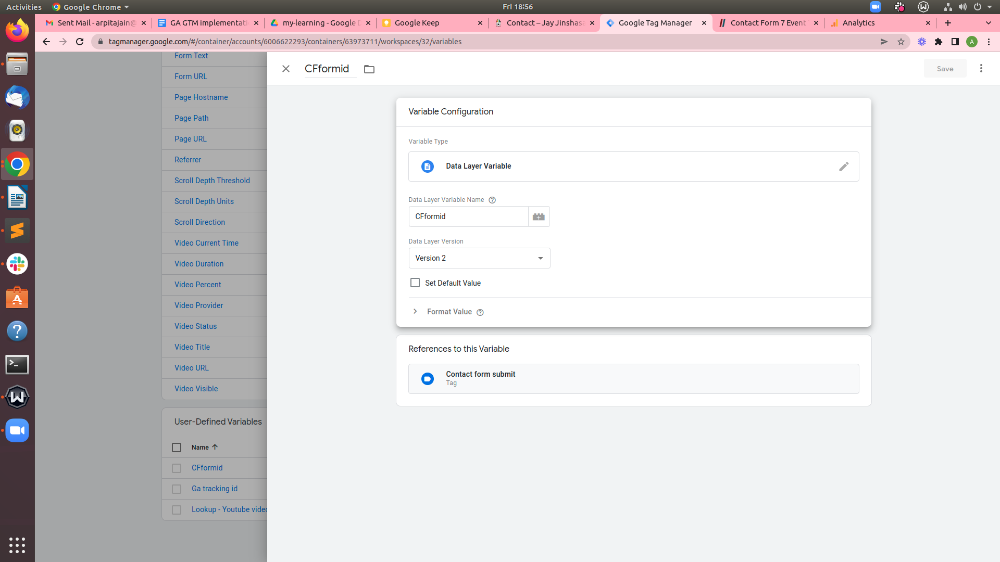 Activities
Google Chrome
Fri 18:56
Sent Mail - arpitajain@
GA GTM implementati
my-learning - Google D
Google Keep
Contact – Jay Jinshasa
Google Tag Manager
Contact Form 7 Event
Analytics
tagmanager.google.com/#/container/accounts/6006622293/containers/63973711/workspaces/32/variables
A
Form Text
Form URL
Page Hostname
Page Path
Page URL
Referrer
Scroll Depth Threshold
Scroll Depth Units
Scroll Direction
Video Current Time
Video Duration
Video Percent
Video Provider
Video Status
Video Title
Video URL
Video Visible
User-Defined Variables
Name
CFformid
Ga tracking id
Lookup - Youtube video
CFformid
Save
Variable Configuration
Variable Type
Data Layer Variable
Data Layer Variable Name
CFformid
Data Layer Version
Version 2
Set Default Value
Format Value
References to this Variable
Contact form submit
Tag